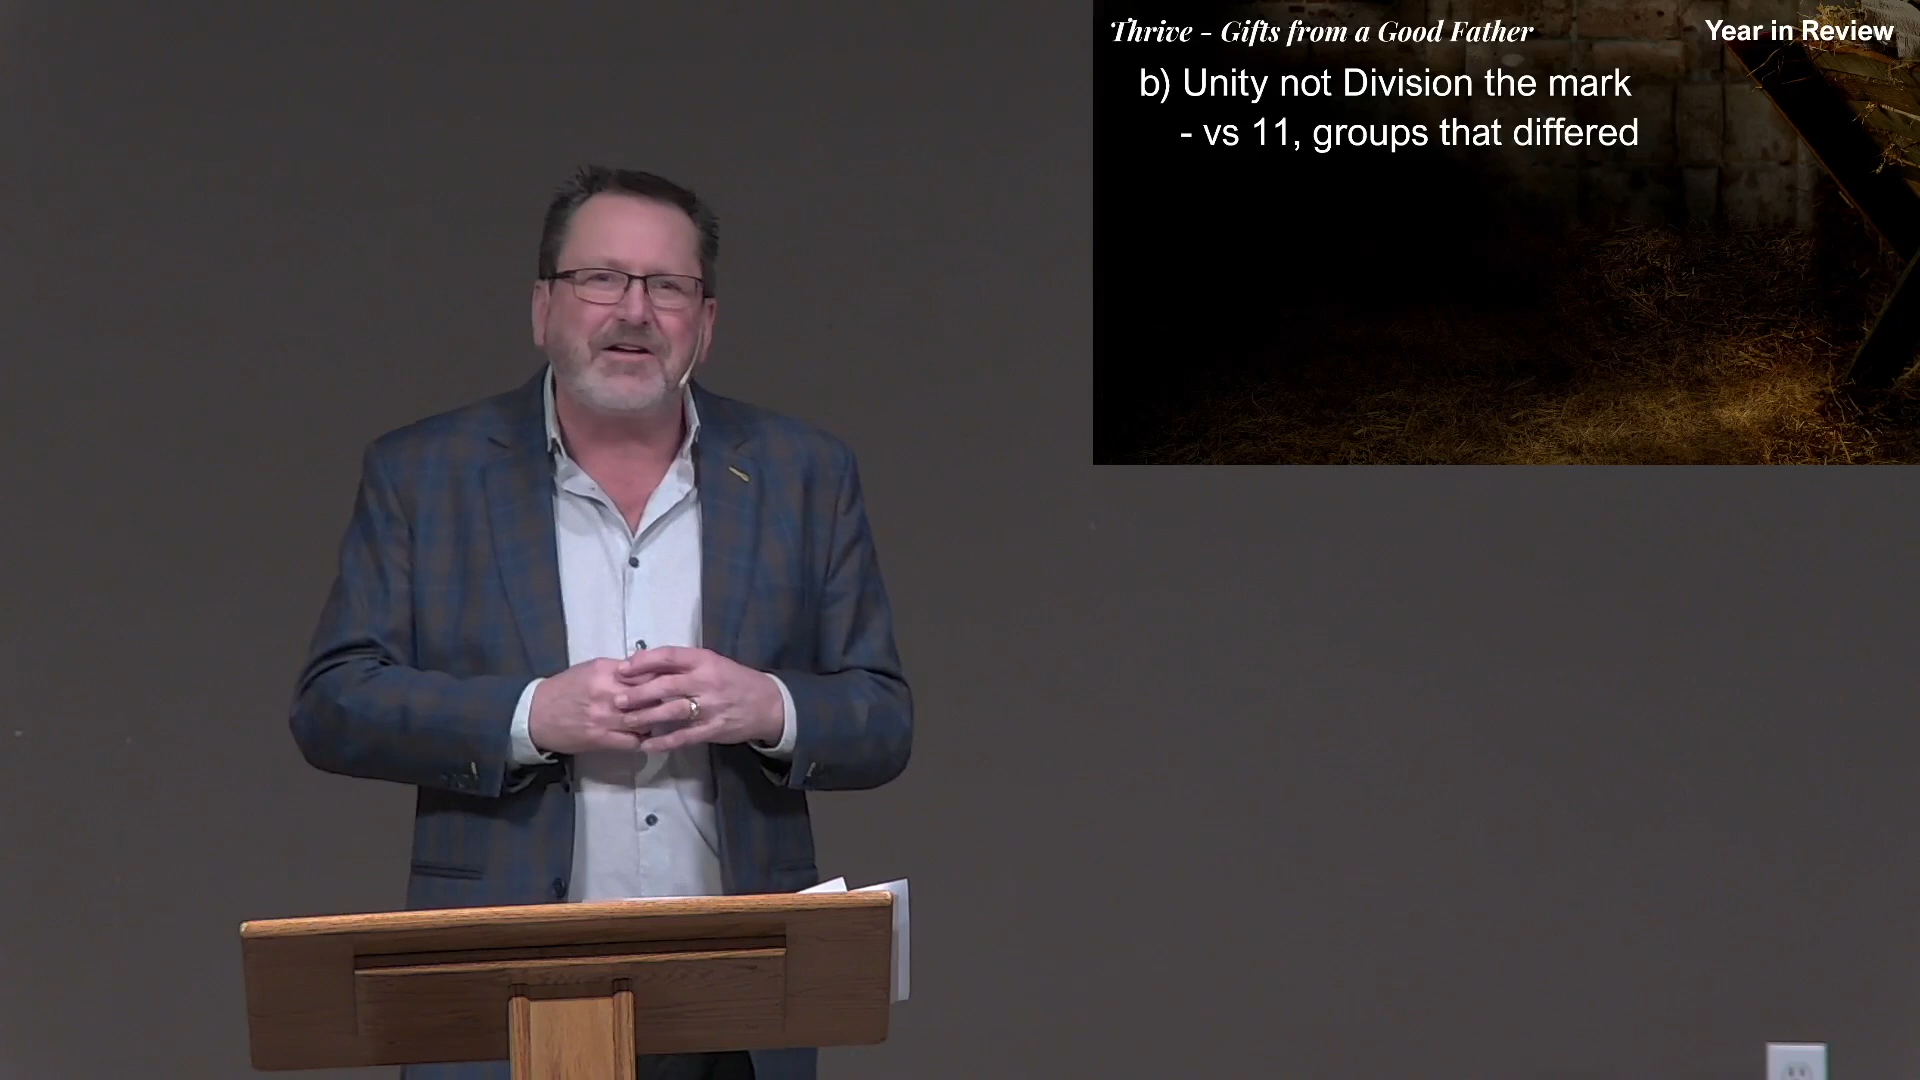 Thrive - Gifts from a Good Father
Year in Review
b) Unity not Division the mark
- vs 11, groups that differed